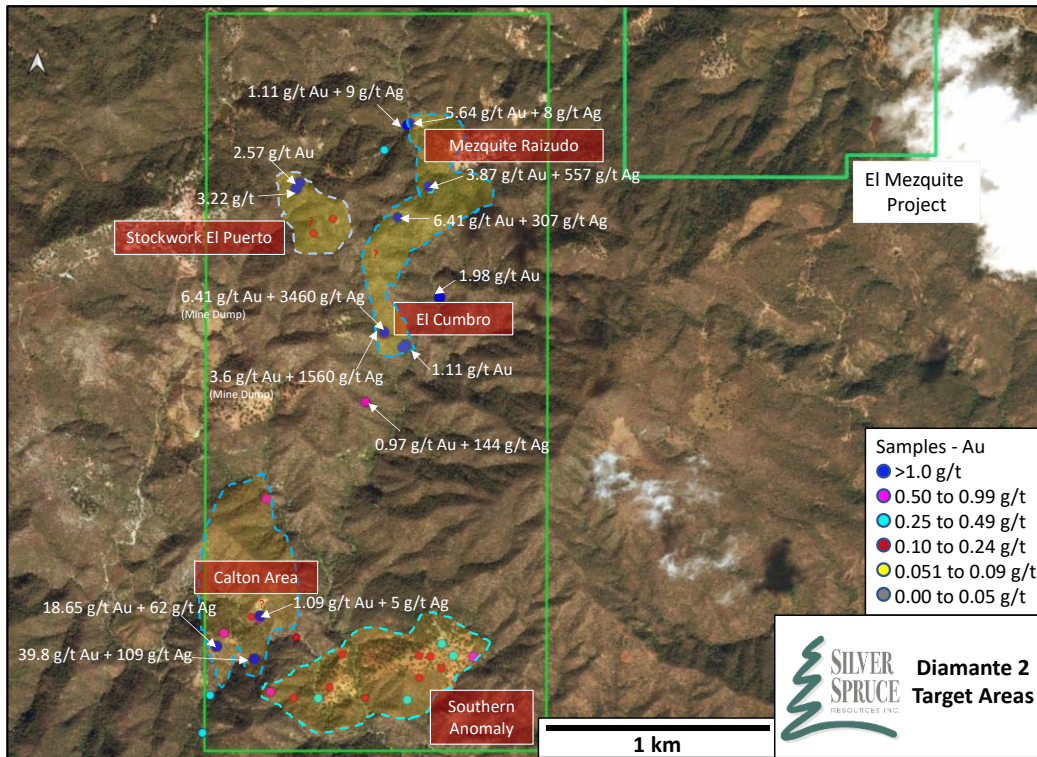 1.11 g/t Au + 9 g/t Ag
5.64 g/t Au + 8 g/t Ag
Mezquite Raizudo
2.57 g/t Au
3.87 g/t Au + 557 g/t Ag
El Mezquite
Project
3.22 g/t
?
6.41 g/t Au + 307 g/t Ag
Stockwork El Puerto
?
1.98 g/t Au
6.41 g/t Au + 3460 g/t Ag
(Mine Dump)
El Cumbro
3.6 g/t Au + 1560 g/t Ag
(Mine Dump)
1.11 g/t Au
0.97 g/t Au + 144 g/t Ag
Samples - Au
>1.0 g/t
0.50 to 0.99 g/t
0.25 to 0.49 g/t
0.10 to 0.24 g/t
0.051 to 0.09 g/t
0.00 to 0.05 g/t
Calton Area
?
18.65 g/t Au + 62 g/t Ag
1.09 g/t Au + 5 g/t Ag
39.8 g/t Au + 109 g/t Ag
Southern
Anomaly
1 km
SILVER
SPRUCE
RESOURCES INC.
Diamante 2
Target Areas